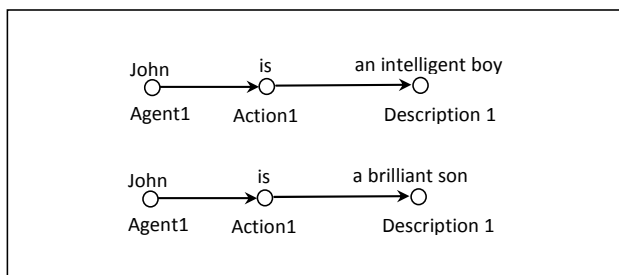 John is an intelligent boy
Agent1 Action1 Description 1
John is a brilliant son
Agent1 Action1 Description 1